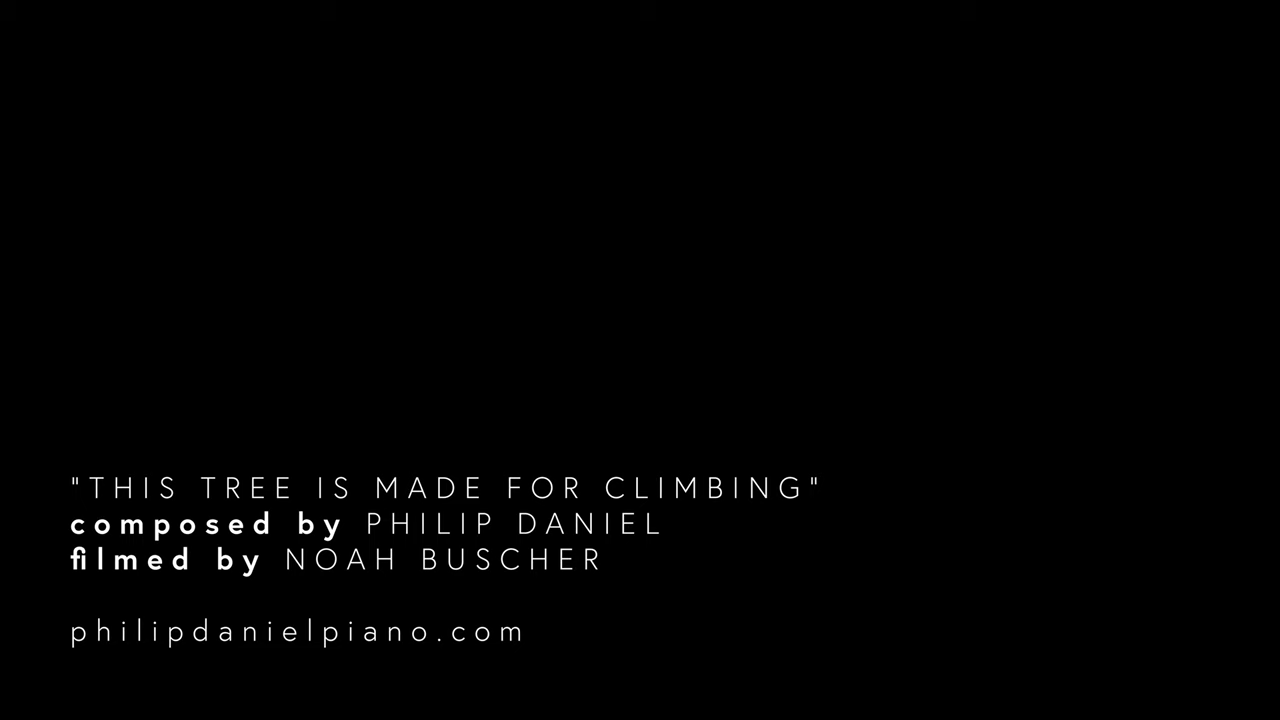 "THIS TREE IS MADE FOR CLIMBING"
composed by PHILIP DANIEL
filmed by NOAH BUSCHER
philipdanielpiano.com